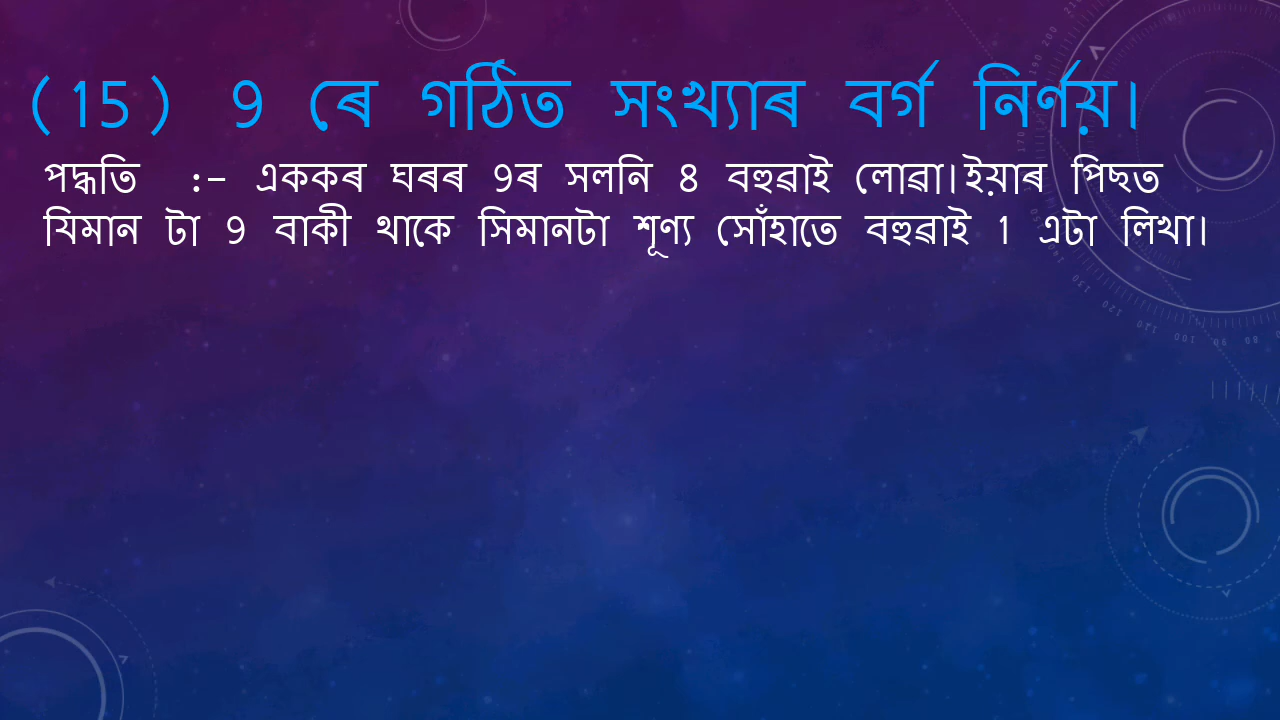 (15) 9 ৰে গঠিত সংখ্যাৰ বৰ্গ নিৰ্ণয়।
পদ্ধতি :- এককৰ ঘৰৰ 9ৰ সলনি 8 বহুৱাই লোৱা।ইয়াৰ পিছত
যিমান টা 9 বাকী থাকে সিমানটা শূণ্য সোঁহাতে বহুৱাই 1 এটা লিখা।